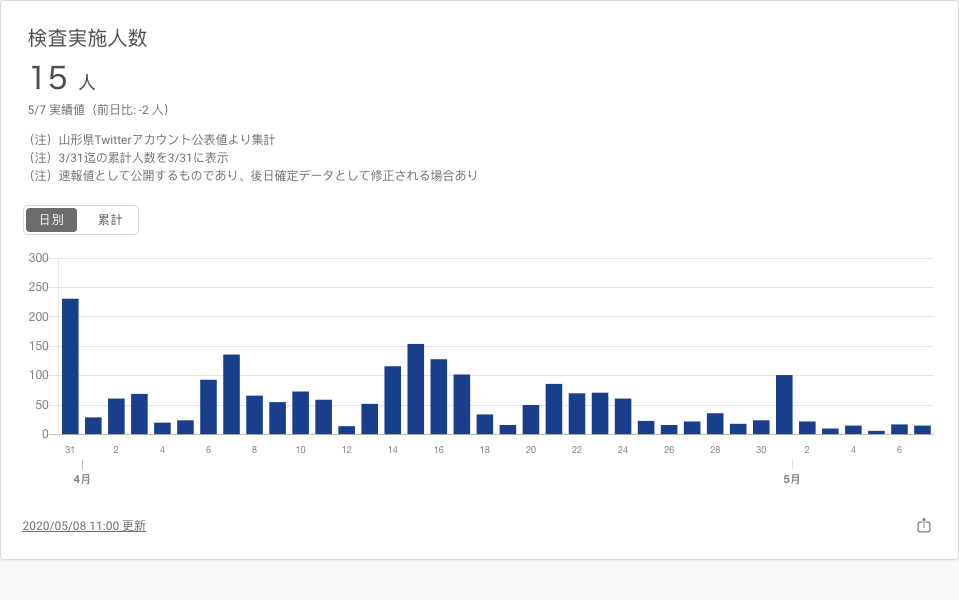 検査実施人数
15 人
5/7 実績値（前日比: -2 人）
（注）山形県Twitterアカウント公表値より集計
（注）3/31迄の累計人数を3/31に表示
（注）速報値として公開するものであり、後日確定データとして修正される場合あり
日別 累計
300
250
200
150
100
50
0
31 2 4 6 8 10 12 14 16 18 20 22 24 26 28 30 2 4 6
4月 5月
2020/05/08 11:00 更新